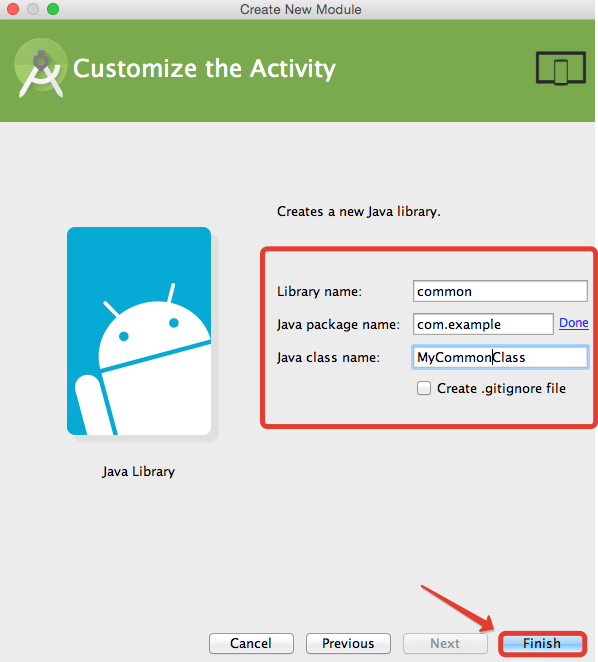 Create New Module
Customize the Activity
Creates a new Java library.
Library name: common
Java package name: com.example Done
Java class name: MyCommonClass
Create .gitignore file
Java Library
Cancel Previous Next Finish